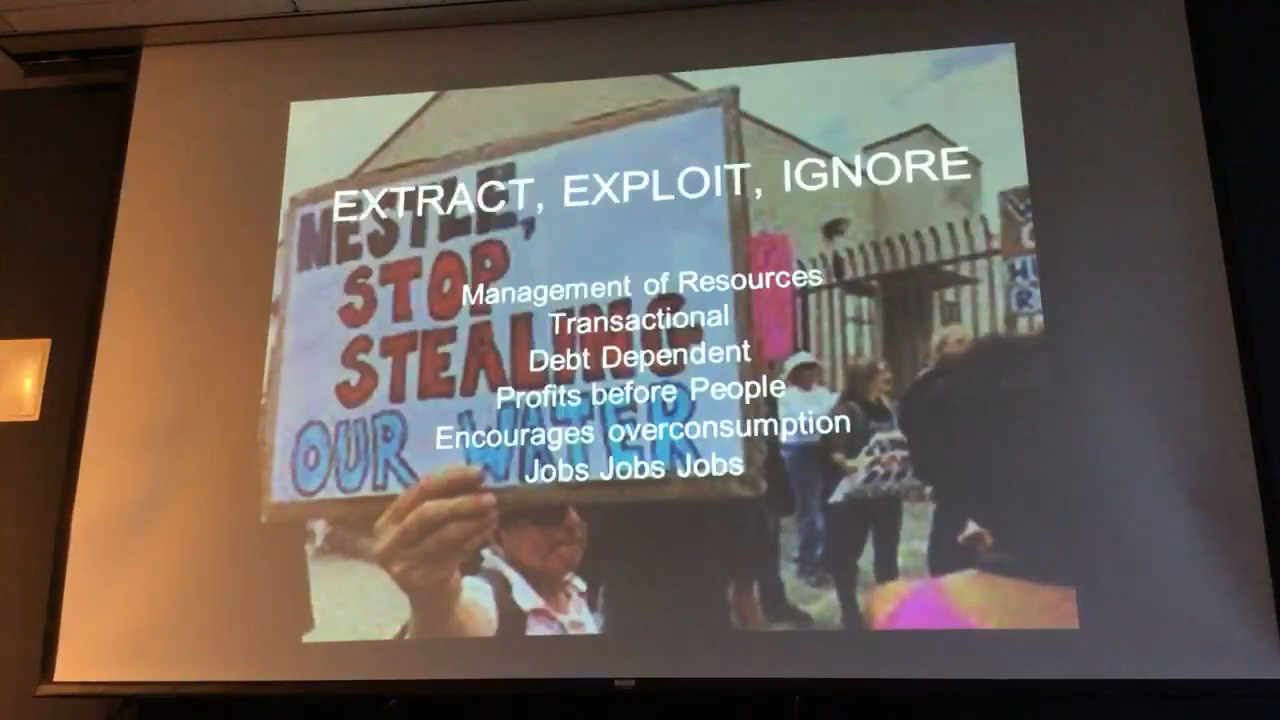 EXTRACT, EXPLOIT, IGNORE
NESTLE,
STOP
STEALING
OUR WATER
Management of Resources
Transactional
Debt Dependent
Profits before People
Encourages overconsumption
Jobs Jobs Jobs